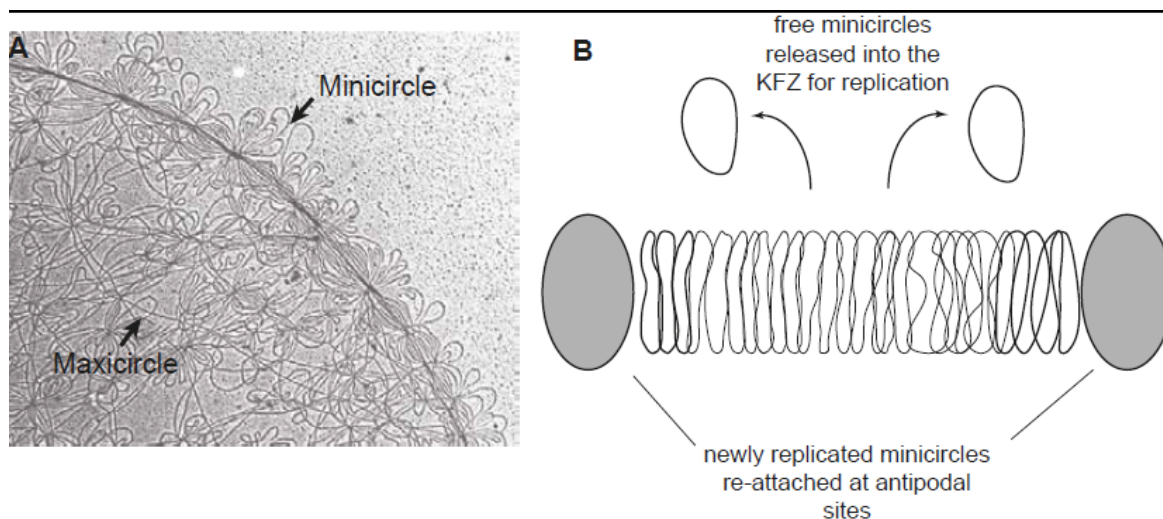 A
Minicircle
Maxicircle
B
free minicircles
released into the
KFZ for replication
newly replicated minicircles
re-attached at antipodal
sites